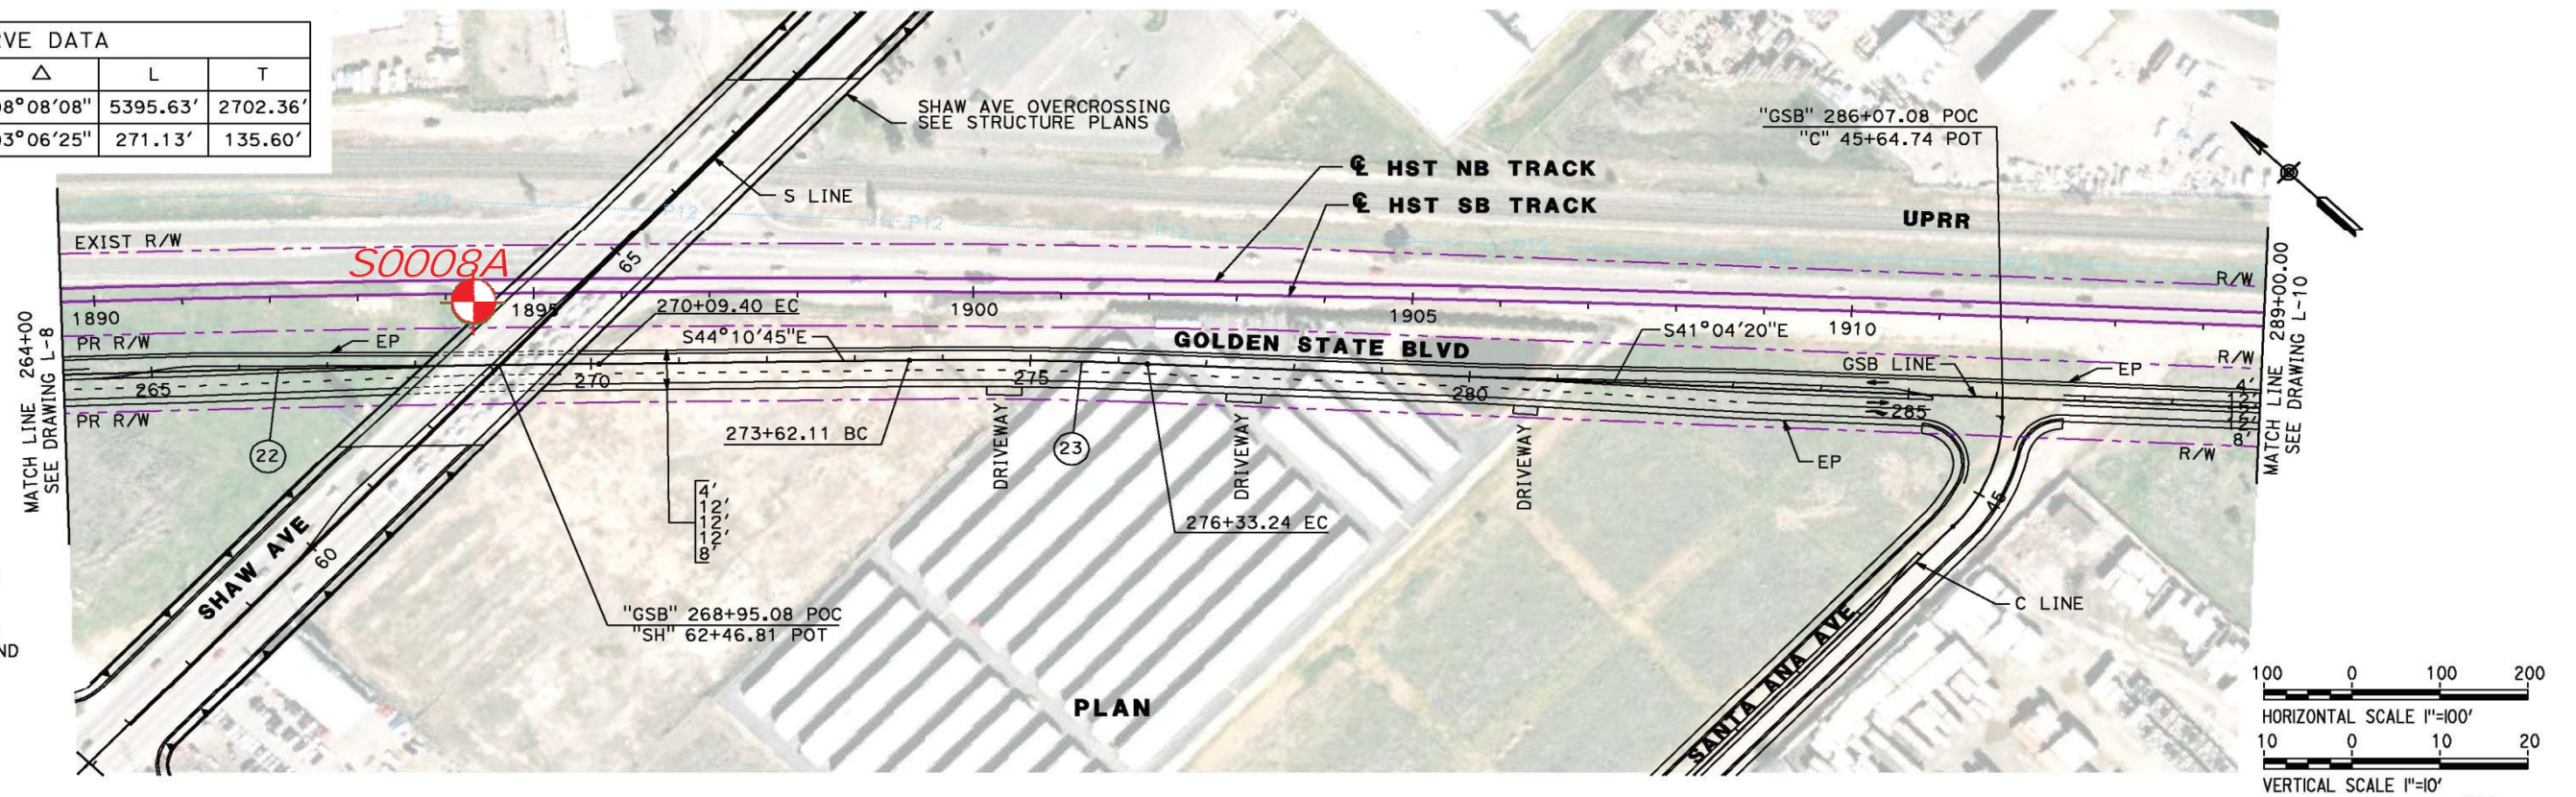 RVE DATA
△ L T
08°08'08" 5395.63' 2702.36'
03°06'25" 271.13' 135.60'
SHAW AVE OVERCROSSING
SEE STRUCTURE PLANS
"GSB" 286+07.08 POC
"C" 45+64.74 POT
℄ HST NB TRACK
℄ HST SB TRACK
S LINE
P12
P12
P12
P12
P12
P12
UPRR
EXIST R/W
S0008A
65
R/W
1890
1895
1900
1905
1910
270+09.40 EC
S44°10'45"E
GOLDEN STATE BLVD
S41°04'20"E
PR R/W
EP
GSB LINE
EP
R/W
MATCH LINE 264+00
SEE DRAWING L-8
265
270
275
280
285
4'
12'
12'
12'
8'
MATCH LINE 289+00.00
SEE DRAWING L-10
PR R/W
22
273+62.11 BC
DRIVEWAY
23
DRIVEWAY
DRIVEWAY
EP
R/W
4'
12'
12'
12'
8'
276+33.24 EC
45
SHAW AVE
60
"GSB" 268+95.08 POC
"SH" 62+46.81 POT
C LINE
SANTA ANA AVE
ND
PLAN
100 0 100 200
HORIZONTAL SCALE 1"=100'
10 0 10 20
VERTICAL SCALE 1"=10'